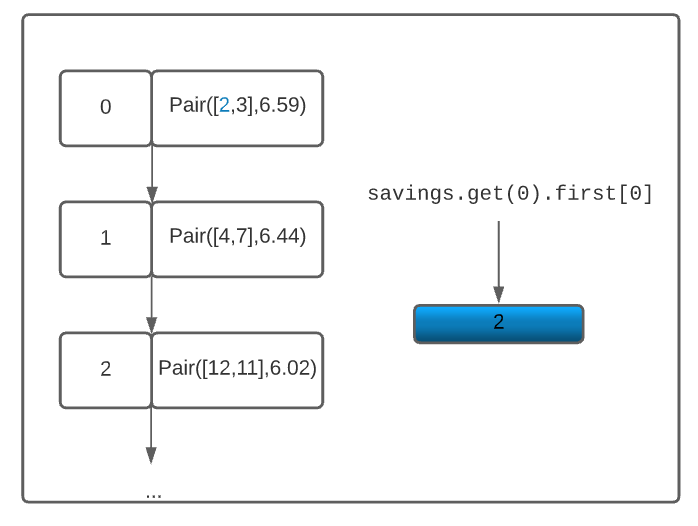 0 Pair([2,3],6.59)
savings.get(0).first[0]
1 Pair([4,7],6.44)
2
2 Pair([12,11],6.02)
...